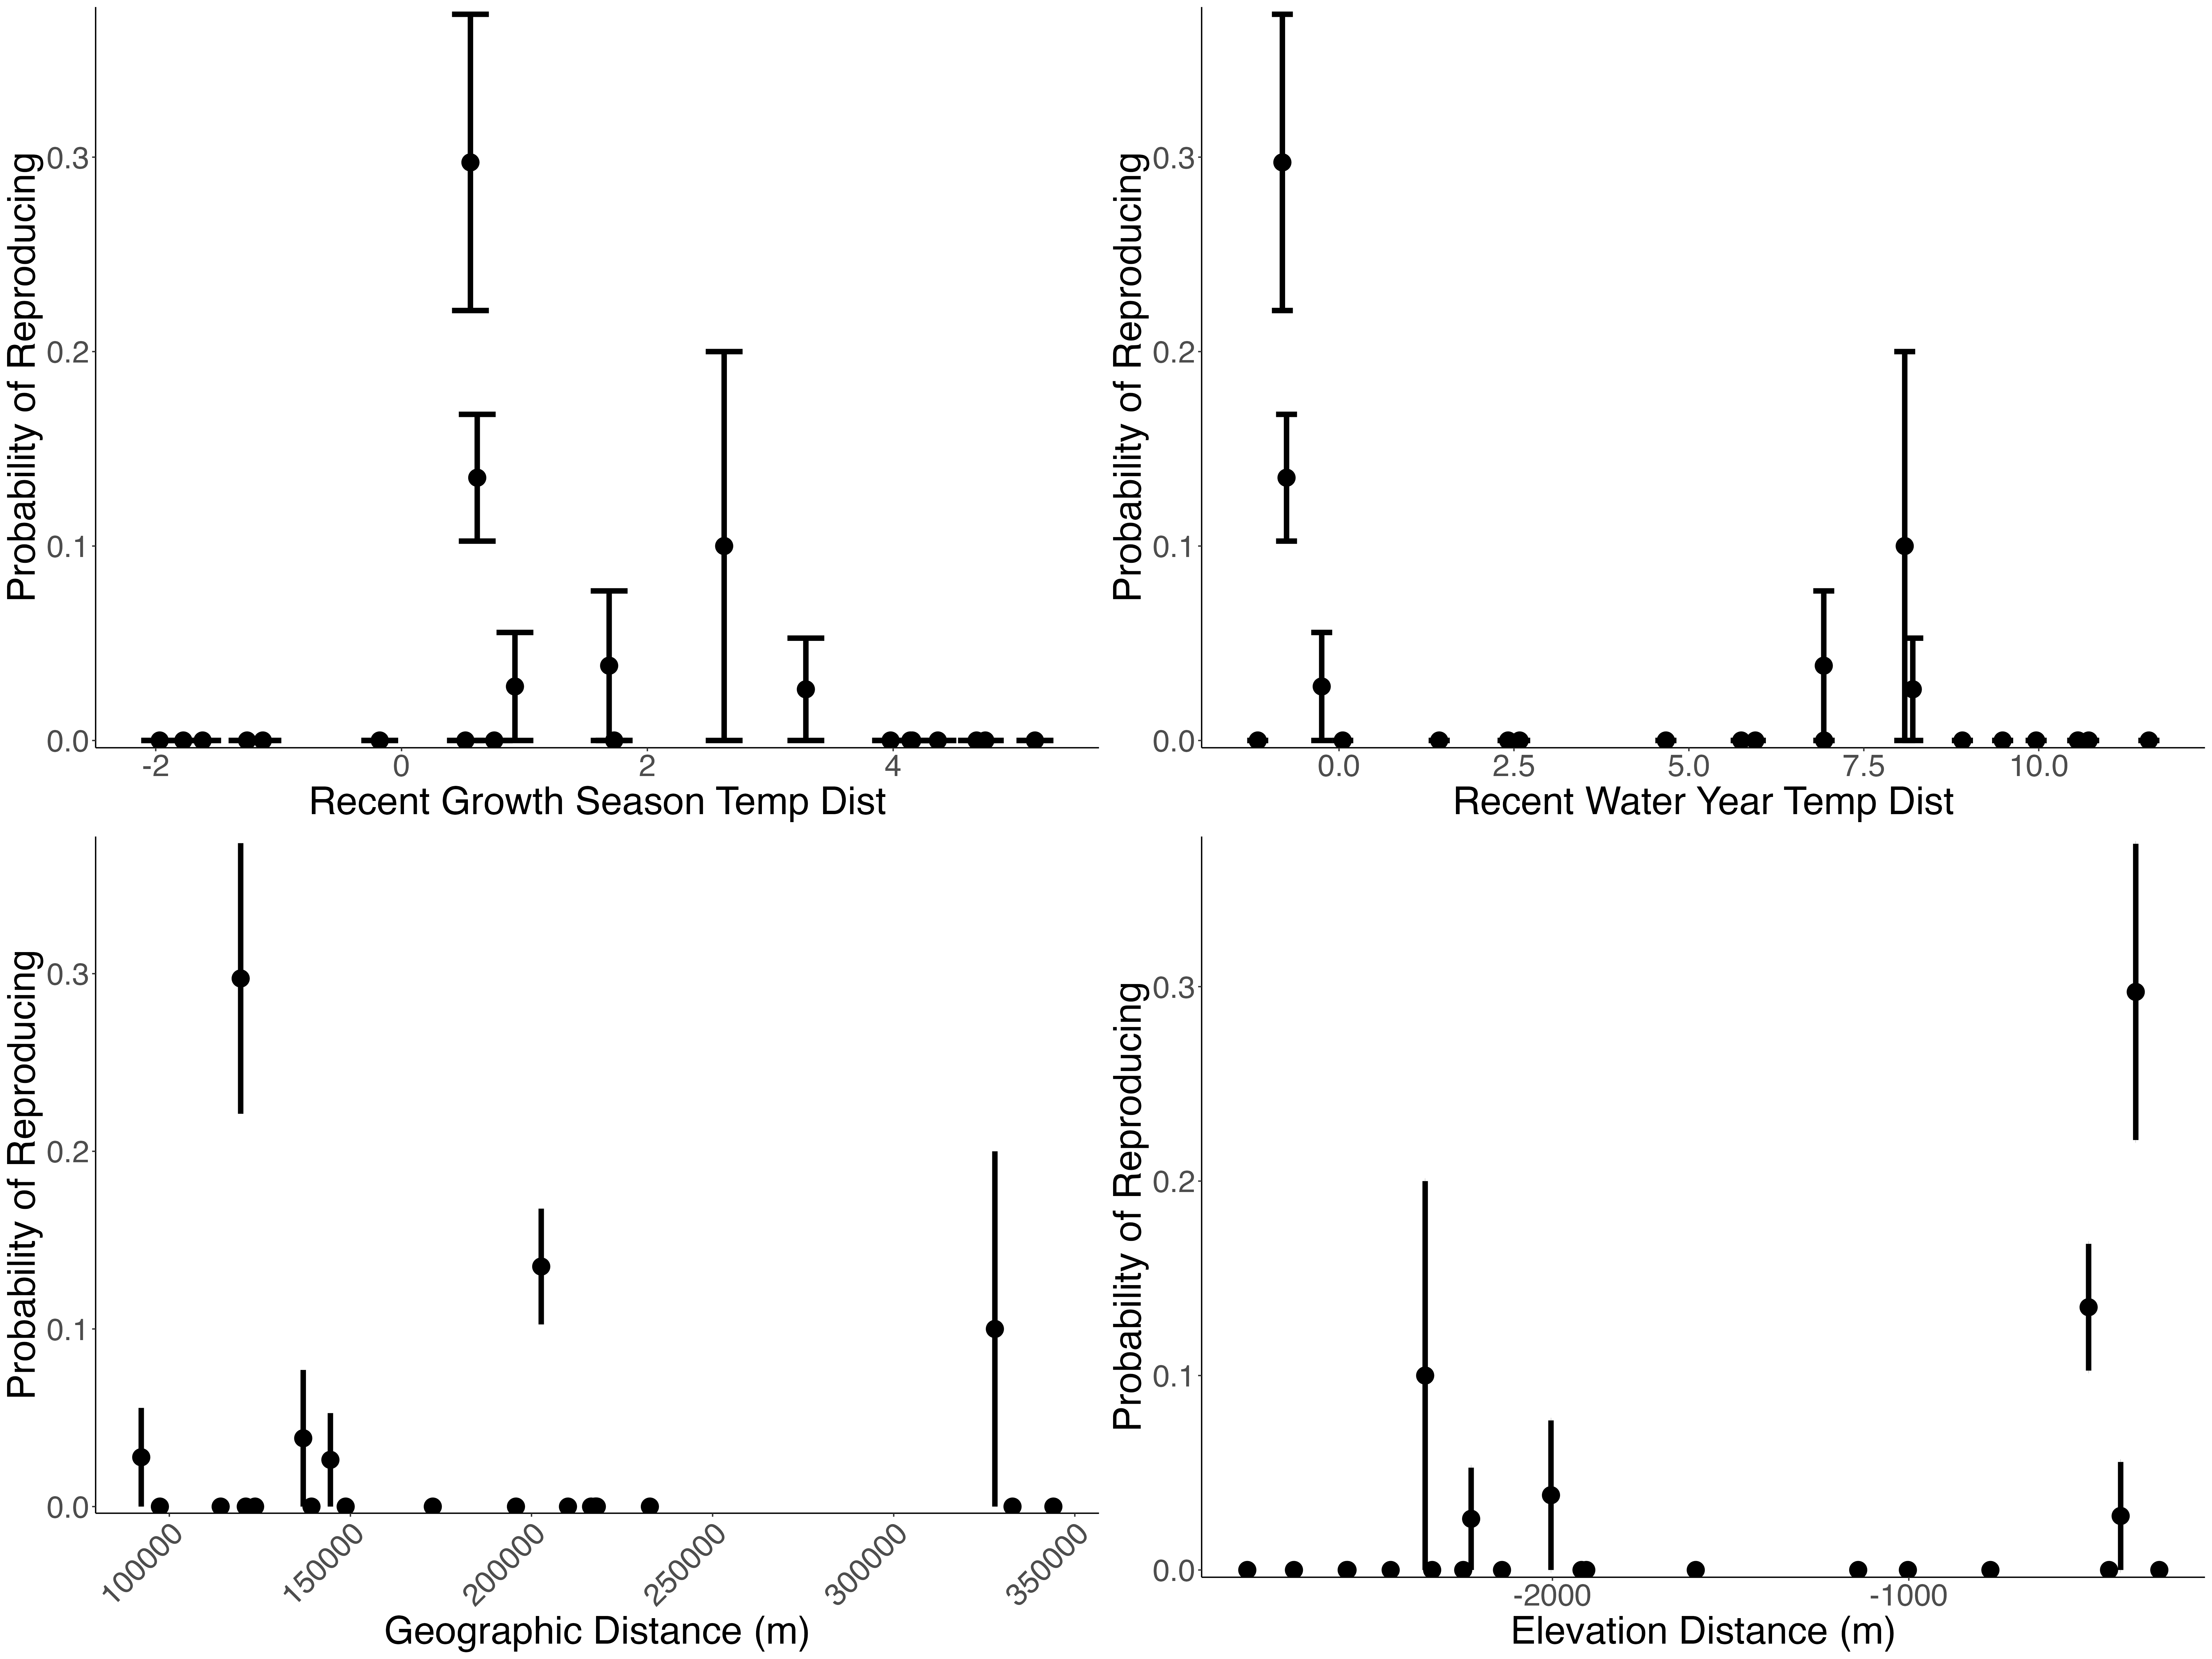 Probability of Reproducing
0.3
0.2
0.1
0.0
-2 0 2 4
Recent Growth Season Temp Dist
Probability of Reproducing
0.3
0.2
0.1
0.0
0.0 2.5 5.0 7.5 10.0
Recent Water Year Temp Dist
Probability of Reproducing
0.3
0.2
0.1
0.0
100000 150000 200000 250000 300000 350000
Geographic Distance (m)
Probability of Reproducing
0.3
0.2
0.1
0.0
-2000 -1000
Elevation Distance (m)